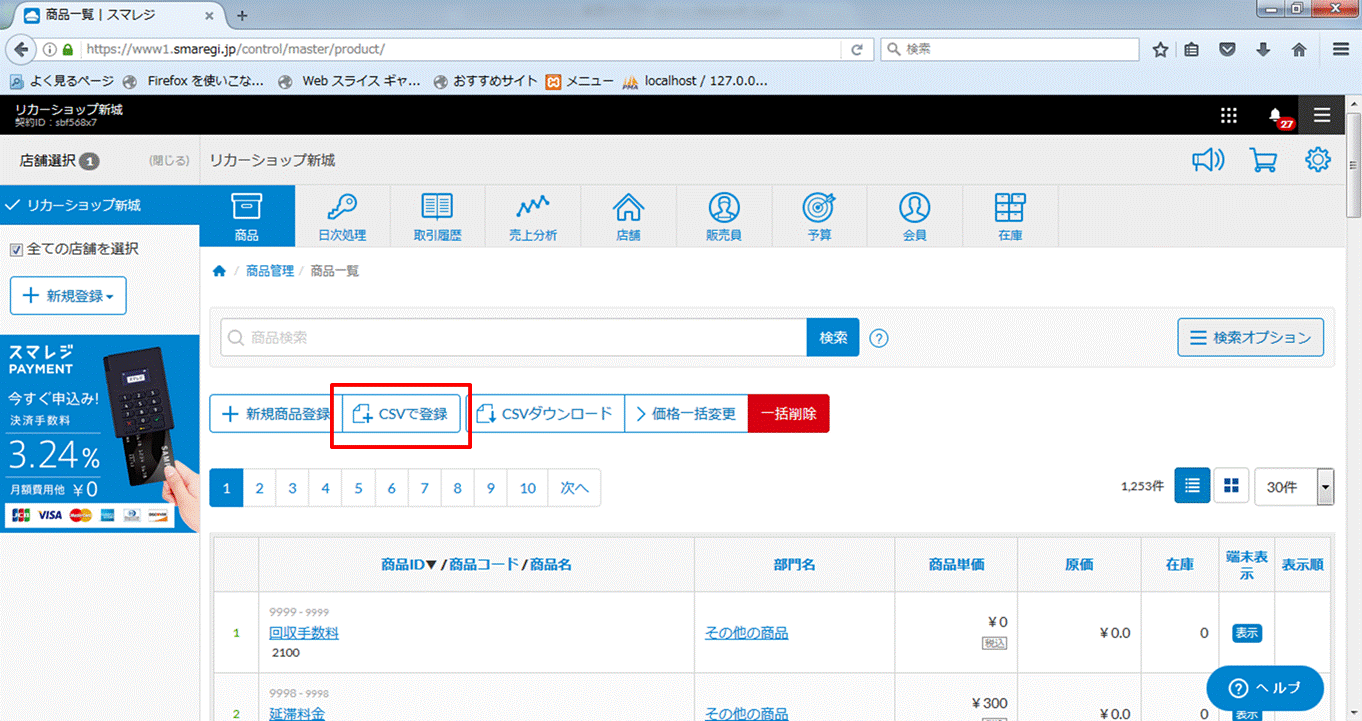 商品一覧 | スマレジ
https://www1.smaregi.jp/control/master/product/
検索
よく見るページ Firefox を使いこな... Web スライス ギャ... おすすめサイト メニュー localhost / 127.0.0...
リカーショップ新城
契約ID：sbf568x7
27
店舗選択 1 (閉じる) リカーショップ新城
リカーショップ新城
商品 日次処理 取引履歴 売上分析 店舗 販売員 予算 会員 在庫
全ての店舗を選択
新規登録
/ 商品管理 / 商品一覧
商品検索 検索 ? 検索オプション
スマレジ
PAYMENT
今すぐ申込み!
決済手数料
3.24%
月額費用他 ¥0
JCB VISA MasterCard
新規商品登録 CSVで登録 CSVダウンロード 価格一括変更 一括削除
1 2 3 4 5 6 7 8 9 10 次へ 1,253件 30件
商品ID▼ / 商品コード / 商品名 部門名 商品単価 原価 在庫 端末表示 表示順
1
9999 - 9999
回収手数料
2100
その他の商品
¥0
税込
¥0.0
0
表示
2
9998 - 9998
延滞料金
その他の商品
¥300
¥0.0
0
表示
? ヘルプ